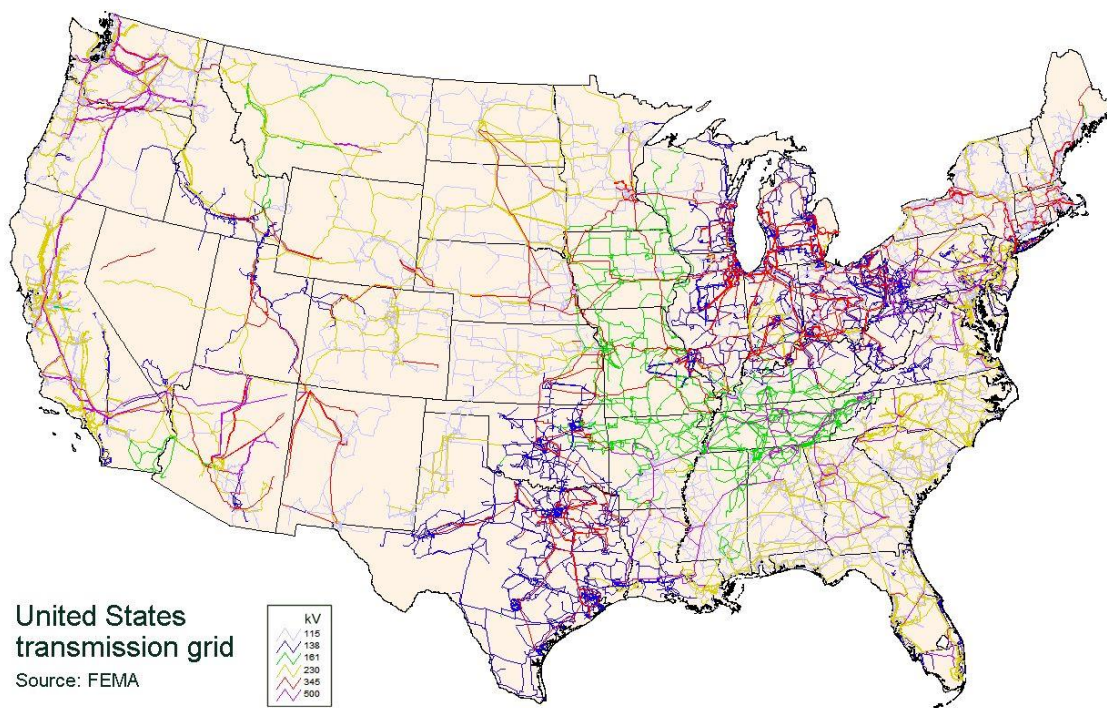 United States
transmission grid
Source: FEMA
kV
115
138
161
230
345
500